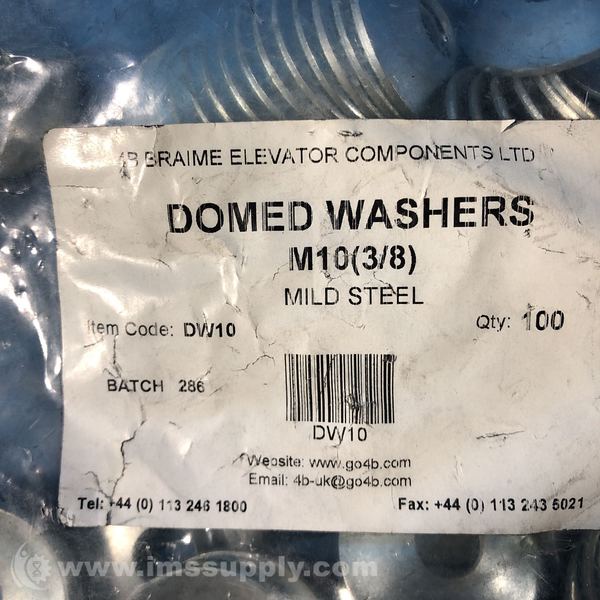 4B BRAIME ELEVATOR COMPONENTS LTD
DOMED WASHERS
M10(3/8)
MILD STEEL
Item Code: DW10
Qty: 100
BATCH 286
DW10
Website: www.go4b.com
Email: 4b-uk@go4b.com
Tel: +44 (0) 113 246 1800
Fax: +44 (0) 113 243 5021
www.imssupply.com